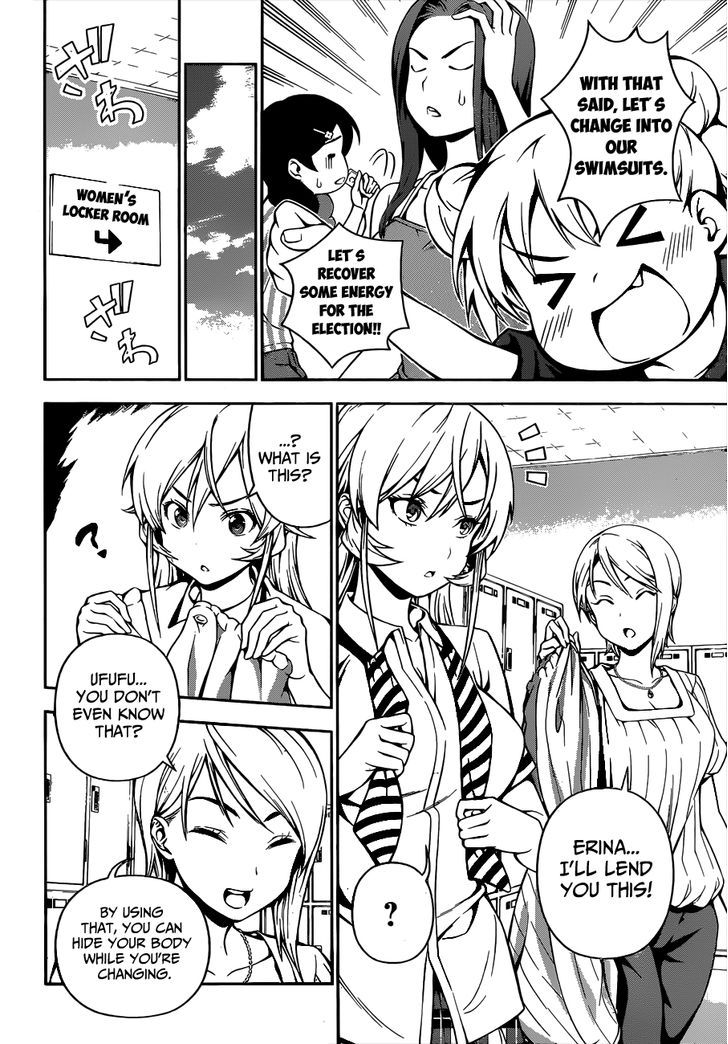 WITH THAT
SAID, LET'S
CHANGE INTO
OUR
SWIMSUITS.
LET'S
RECOVER
SOME ENERGY
FOR THE
ELECTION!!
ざわ
WOMEN'S
LOCKER ROOM
ざわ
ERINA...
I'LL LEND
YOU THIS!
?
...?
WHAT IS
THIS?
?
UFUFU...
YOU DON'T
EVEN KNOW
THAT?
BY USING
THAT, YOU CAN
HIDE YOUR BODY
WHILE YOU'RE
CHANGING.